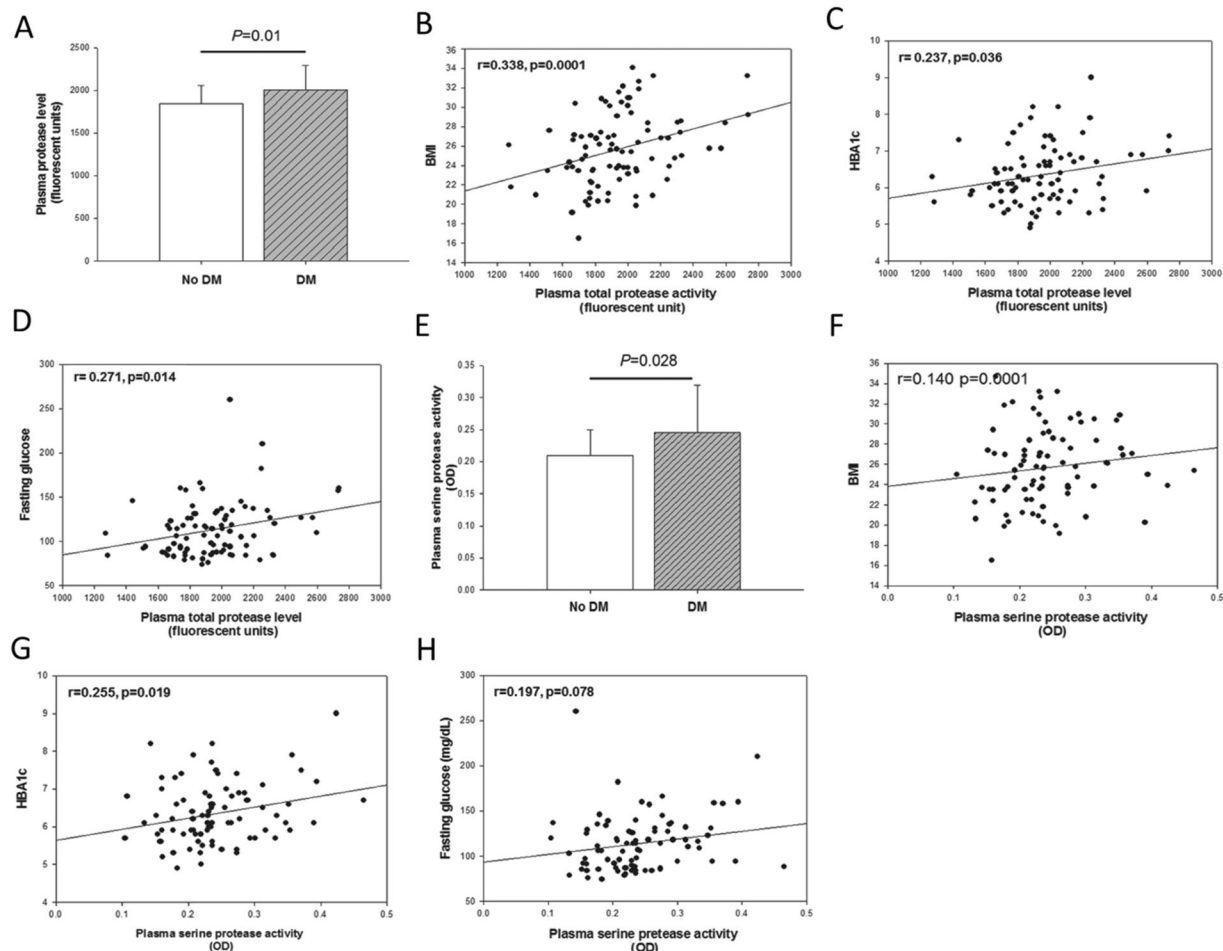 A
P=0.01
Plasma protease level
(fluorescent units)
2500
2000
1500
1000
500
0
No DM
DM
B
r=0.338, p=0.0001
BMI
36
34
32
30
28
26
24
22
20
18
16
14
1000 1200 1400 1600 1800 2000 2200 2400 2600 2800 3000
Plasma total protease activity
(fluorescent unit)
C
r= 0.237, p=0.036
HBA1c
10
9
8
7
6
5
4
1000 1200 1400 1600 1800 2000 2200 2400 2600 2800 3000
Plasma total protease level
(fluorescent units)
D
r= 0.271, p=0.014
Fasting glucose
300
250
200
150
100
50
1000 1200 1400 1600 1800 2000 2200 2400 2600 2800 3000
Plasma total protease level
(fluorescent units)
E
P=0.028
Plasma serine protease activity
(OD)
0.35
0.30
0.25
0.20
0.15
0.10
0.05
0.00
No DM
DM
F
r=0.140 p=0.0001
BMI
36
34
32
30
28
26
24
22
20
18
16
14
0.0 0.1 0.2 0.3 0.4 0.5
Plasma serine protease activity
(OD)
G
r=0.255, p=0.019
HBA1c
10
9
8
7
6
5
4
0.0 0.1 0.2 0.3 0.4 0.5
Plasma serine protease activity
(OD)
H
r=0.197, p=0.078
Fasting glucose (mg/dL)
300
250
200
150
100
50
0.0 0.1 0.2 0.3 0.4 0.5
Plasma serine protease activity
(OD)